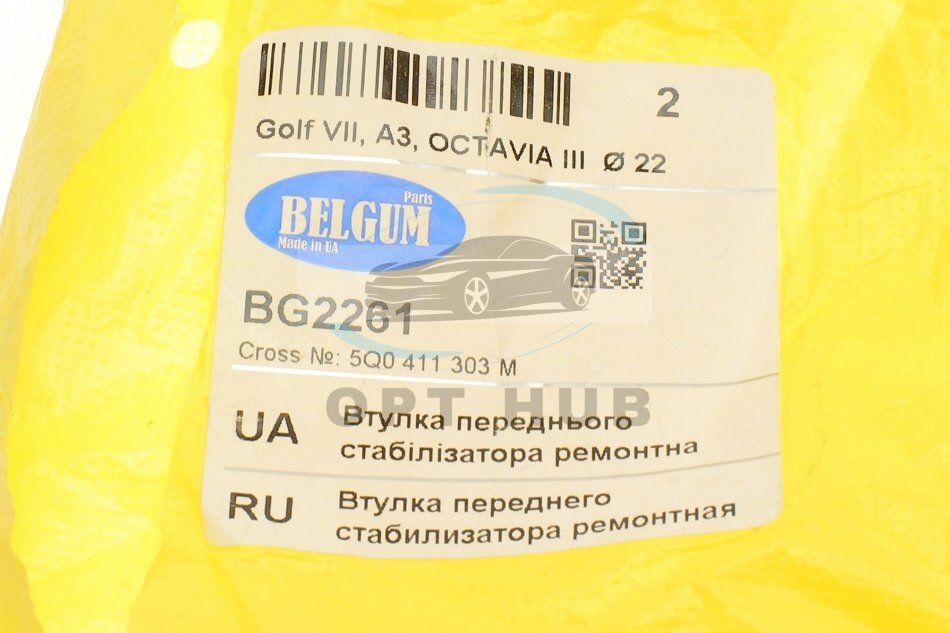 2
Golf VII, A3, OCTAVIA III Ø 22
Parts
BELGUM
Made in UA
BG2261
Cross №: 5Q0 411 303 M
OPT HUB
UA
Втулка переднього
стабілізатора ремонтна
RU
Втулка переднего
стабилизатора ремонтная